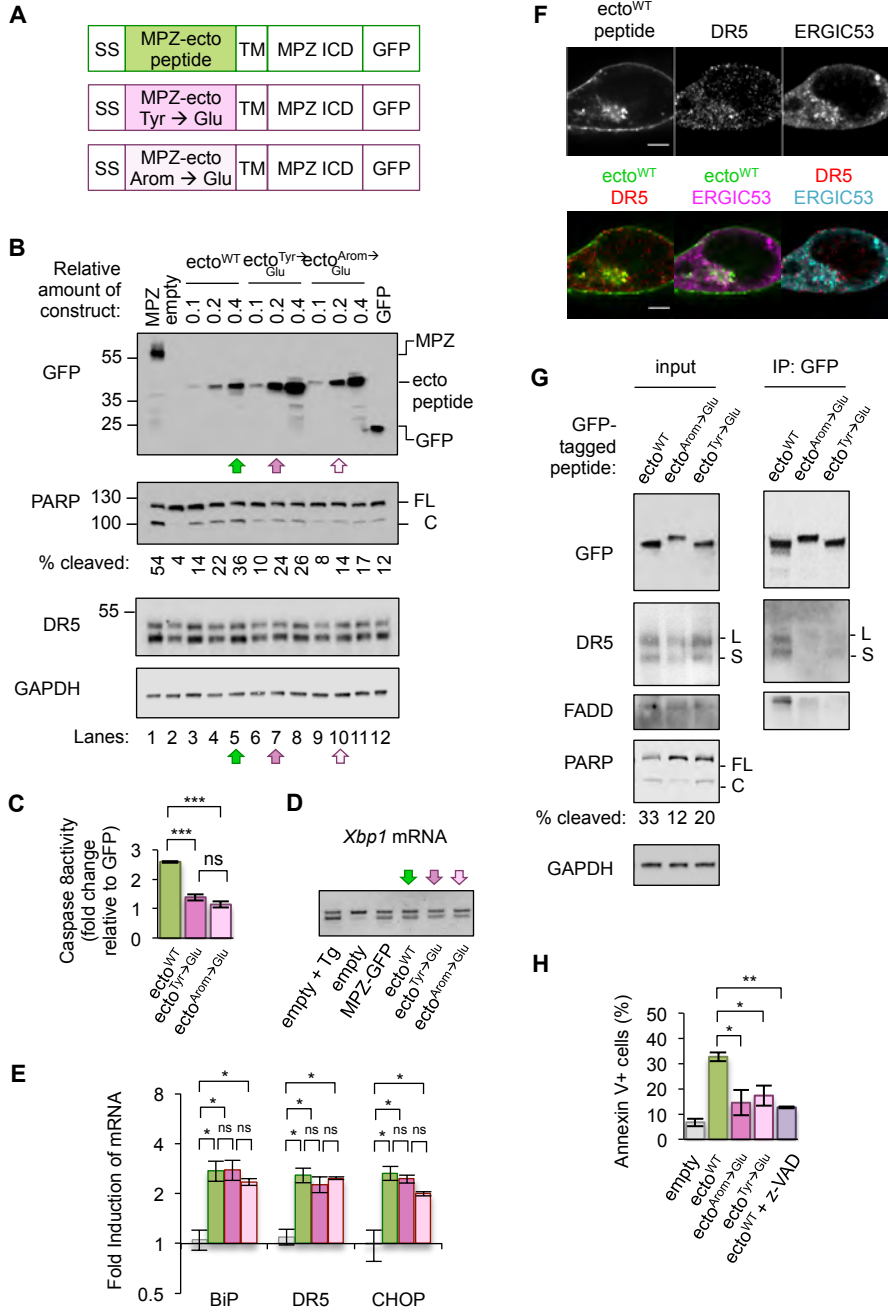 A
SS
MPZ-ecto
peptide
TM
MPZ ICD
GFP
SS
MPZ-ecto
Tyr → Glu
TM
MPZ ICD
GFP
SS
MPZ-ecto
Arom → Glu
TM
MPZ ICD
GFP
B
Relative
amount of
construct:
MPZ
empty
ectoWT
0.1
0.2
0.4
ectoTyr→
Glu
0.1
0.2
0.4
ectoArom→
Glu
0.1
0.2
0.4
GFP
GFP
55
35
25
MPZ
ecto
peptide
GFP
PARP
130
100
FL
C
% cleaved:
54 4 14 22 36 10 24 26 8 14 17 12
DR5
55
GAPDH
Lanes: 1 2 3 4 5 6 7 8 9 10 11 12
C
Caspase 8activity
(fold change
relative to GFP)
3
2
1
0
***
***
ns
ectoWT
ectoTyr→Glu
ectoArom→Glu
D
Xbp1 mRNA
empty + Tg
empty
MPZ-GFP
ectoWT
ectoTyr→Glu
ectoArom→Glu
E
Fold Induction of mRNA
8
4
2
1
0.5
*
*
* ns ns
*
*
* ns ns
*
*
* ns ns
BiP
DR5
CHOP
F
ectoWT
peptide
DR5
ERGIC53
ectoWT
DR5
ectoWT
ERGIC53
DR5
ERGIC53
G
input
IP: GFP
GFP-
tagged
peptide:
ectoWT
ectoArom→Glu
ectoTyr→Glu
ectoWT
ectoArom→Glu
ectoTyr→Glu
GFP
DR5
L
S
L
S
FADD
PARP
FL
C
% cleaved:
33 12 20
GAPDH
H
Annexin V+ cells (%)
50
40
30
20
10
0
**
*
*
empty
ectoWT
ectoArom→Glu
ectoTyr→Glu
ectoWT + z-VAD